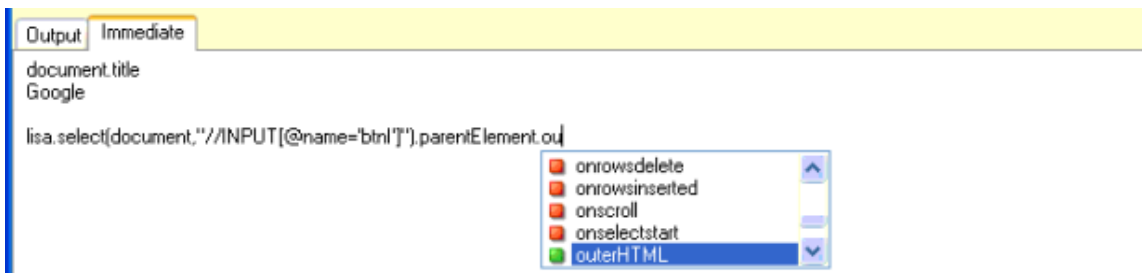 Output Immediate
document.title
Google
lisa.select(document,"//INPUT[@name='btnI']").parentElement.ou
onrowsdelete
onrowsinserted
onscroll
onselectstart
outerHTML